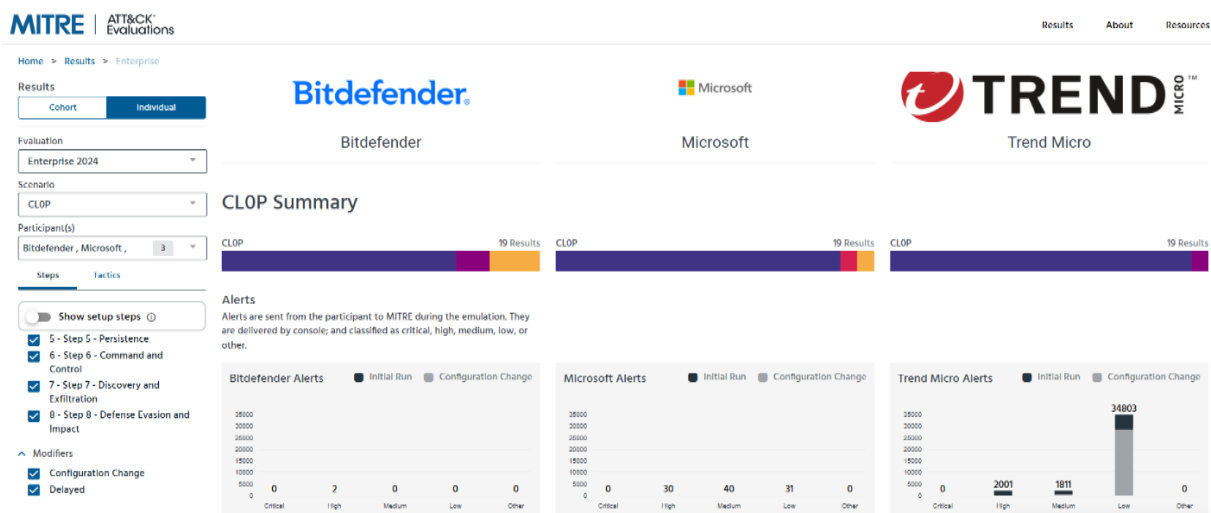 MITRE | ATT&CK® Evaluations
Results About Resources
Home > Results > Enterprise
Results
Cohort Individual
Evaluation
Enterprise 2024
Scenario
CL0P
Participant(s)
Bitdefender , Microsoft , 3
Steps Tactics
Show setup steps
5 - Step 5 - Persistence
6 - Step 6 - Command and
Control
7 - Step 7 - Discovery and
Exfiltration
8 - Step 8 - Defense Evasion and
Impact
Modifiers
Configuration Change
Delayed
Bitdefender®
Microsoft
TREND MICRO™
Bitdefender Microsoft Trend Micro
CL0P Summary
CL0P 19 Results CL0P 19 Results CL0P 19 Results
Alerts
Alerts are sent from the participant to MITRE during the emulation. They
are delivered by console; and classified as critical, high, medium, low, or
other.
Bitdefender Alerts Initial Run Configuration Change
35000
30000
25000
20000
15000
10000
5000
0
0 2 0 0 0
Critical High Medium Low Other
Microsoft Alerts Initial Run Configuration Change
35000
30000
25000
20000
15000
10000
5000
0
0 30 40 31 0
Critical High Medium Low Other
Trend Micro Alerts Initial Run Configuration Change
35000
30000
25000
20000
15000
10000
5000
0
0 2001 1811 34803 0
Critical High Medium Low Other